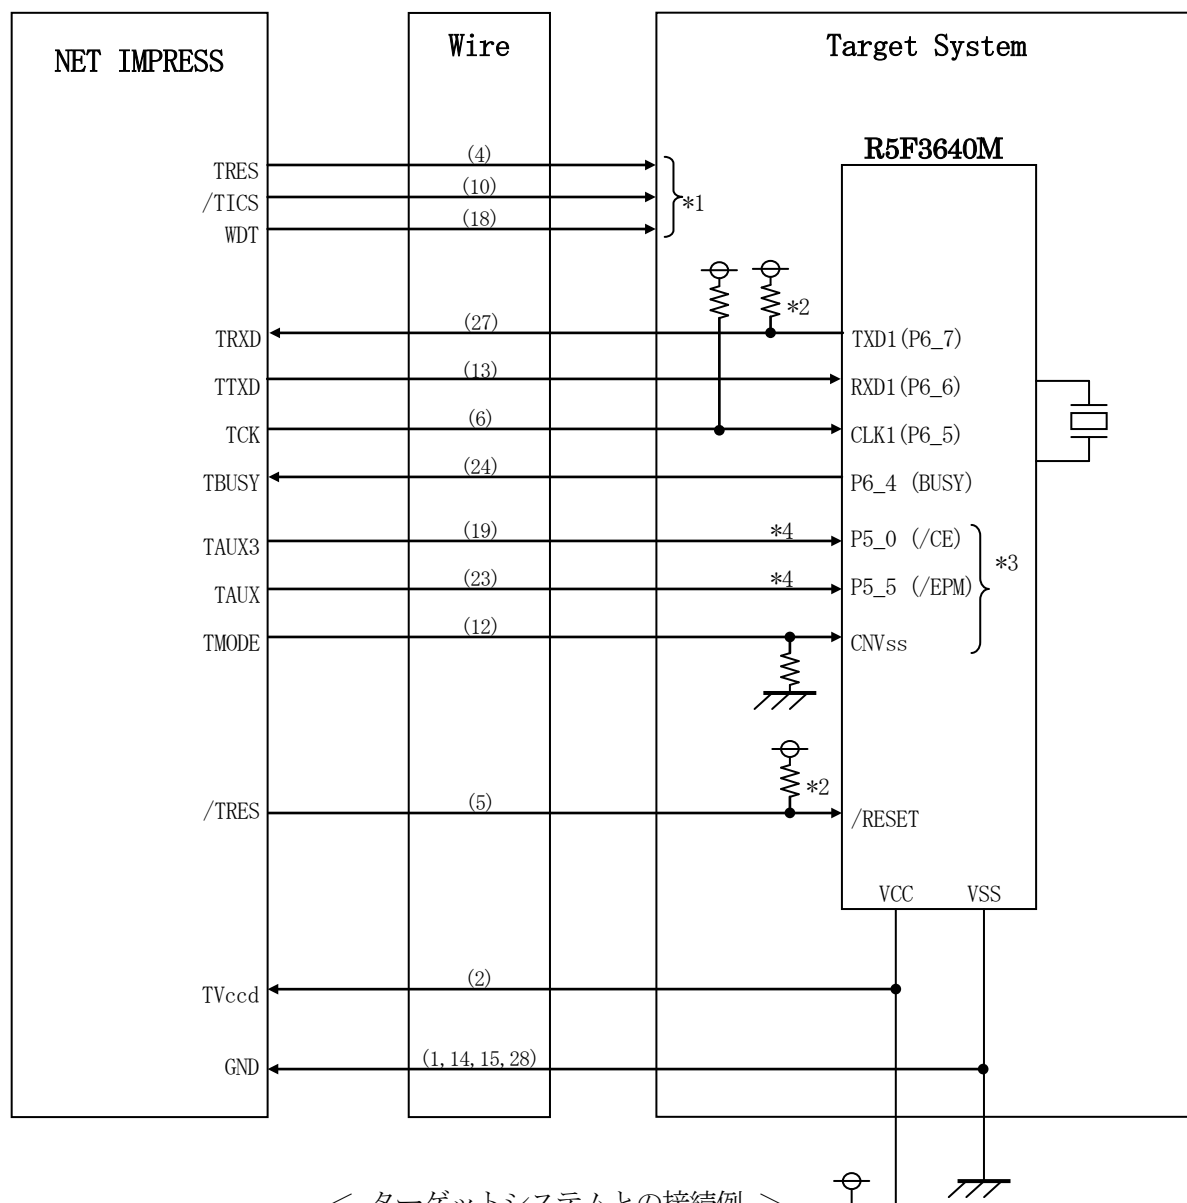 NET IMPRESS
Wire
Target System
R5F3640M
TRES
(4)
/TICS
(10)
*1
WDT
(18)
*2
TRXD
(27)
TXD1(P6_7)
TTXD
(13)
RXD1(P6_6)
TCK
(6)
CLK1(P6_5)
TBUSY
(24)
P6_4 (BUSY)
TAUX3
(19)
*4
P5_0 (/CE)
*3
TAUX
(23)
*4
P5_5 (/EPM)
TMODE
(12)
CNVss
*2
/TRES
(5)
/RESET
VCC
VSS
TVccd
(2)
GND
(1,14,15,28)
＜ ターゲットシステムとの接続例 ＞